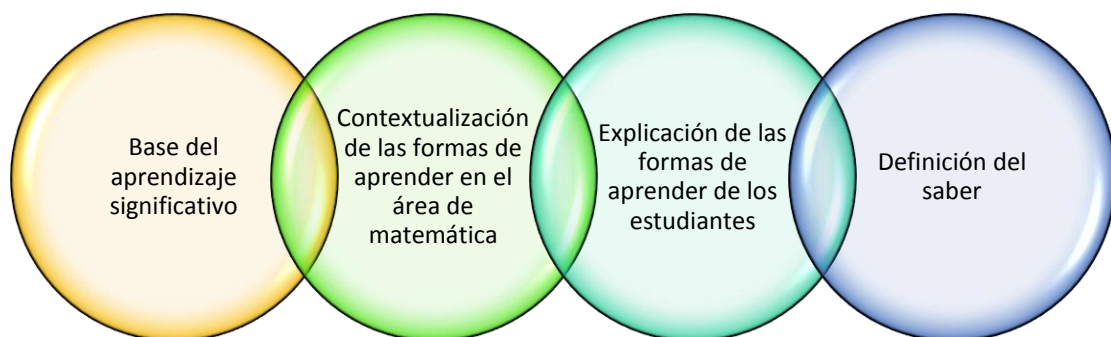 Base del
aprendizaje
significativo
Contextualización
de las formas de
aprender en el
área de
matemática
Explicación de las
formas de
aprender de los
estudiantes
Definición del
saber